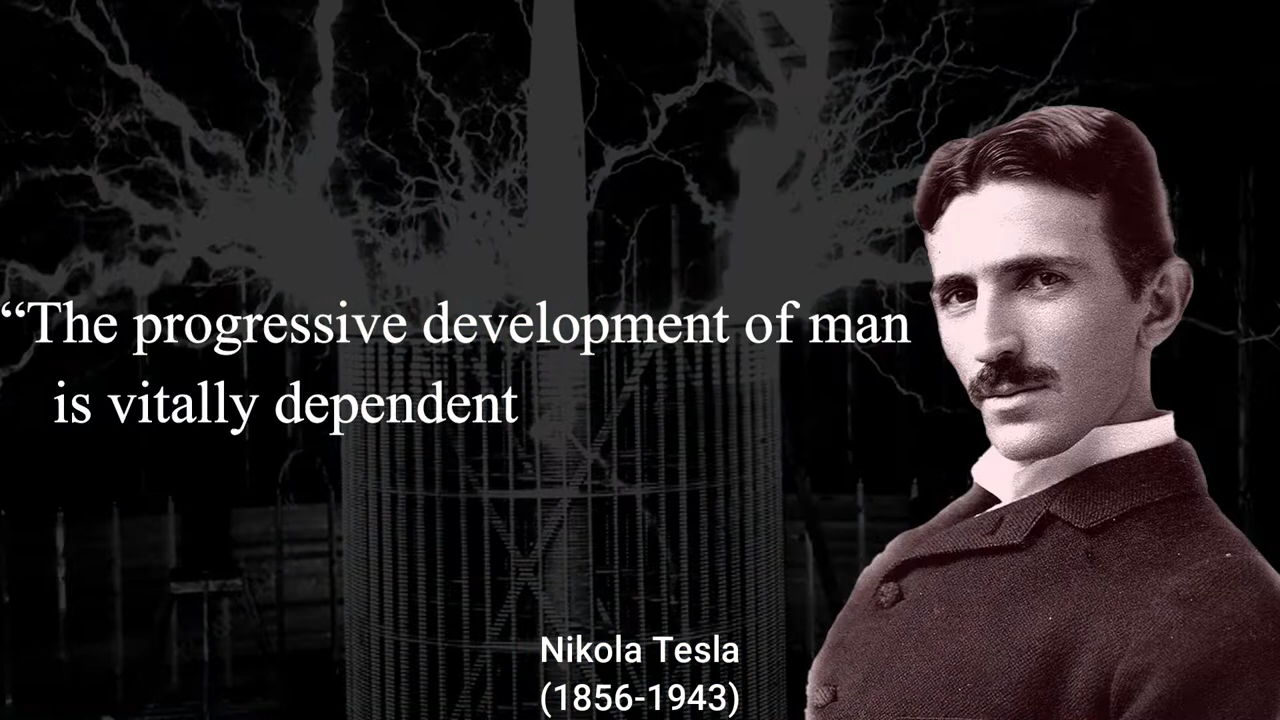 “The progressive development of man
is vitally dependent
Nikola Tesla
(1856-1943)